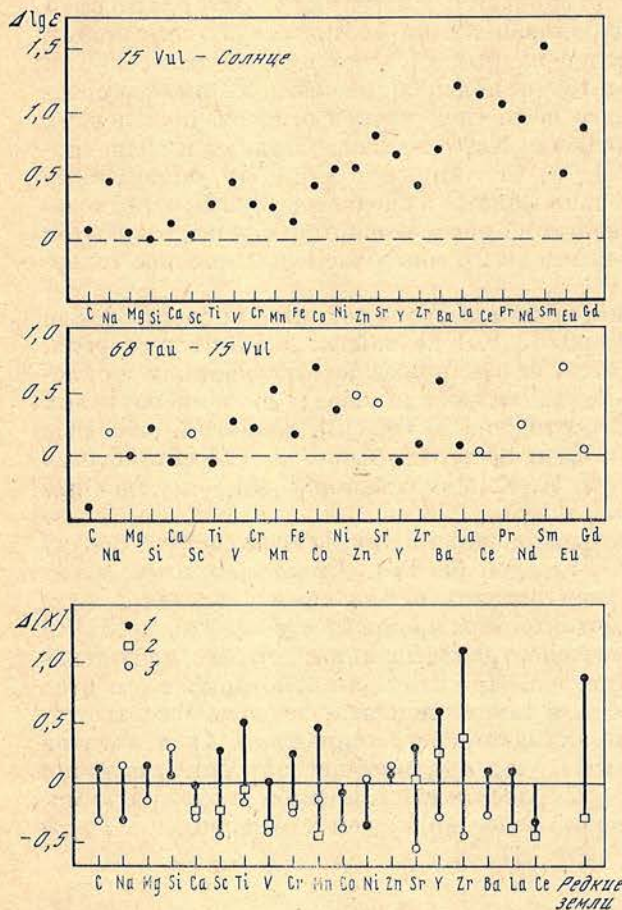 Δlgε
15 Vul – Солнце
1,5
1,0
0,5
0
C Na Mg Si Ca Sc Ti V Cr Mn Fe Co Ni Zn Sr Y Zr Ba La Ce Pr Nd Sm Eu Gd
1,0
68 Tau – 15 Vul
0,5
0
C Na Mg Si Ca Sc Ti V Cr Mn Fe Co Ni Zn Sr Y Zr Ba La Ce Pr Nd Sm Eu Gd
Δ[X]
1
2
3
1,0
0,5
0
-0,5
C Na Mg Si Ca Sc Ti V Cr Mn Co Ni Zn Sr Y Zr Ba La Ce Редкие
земли